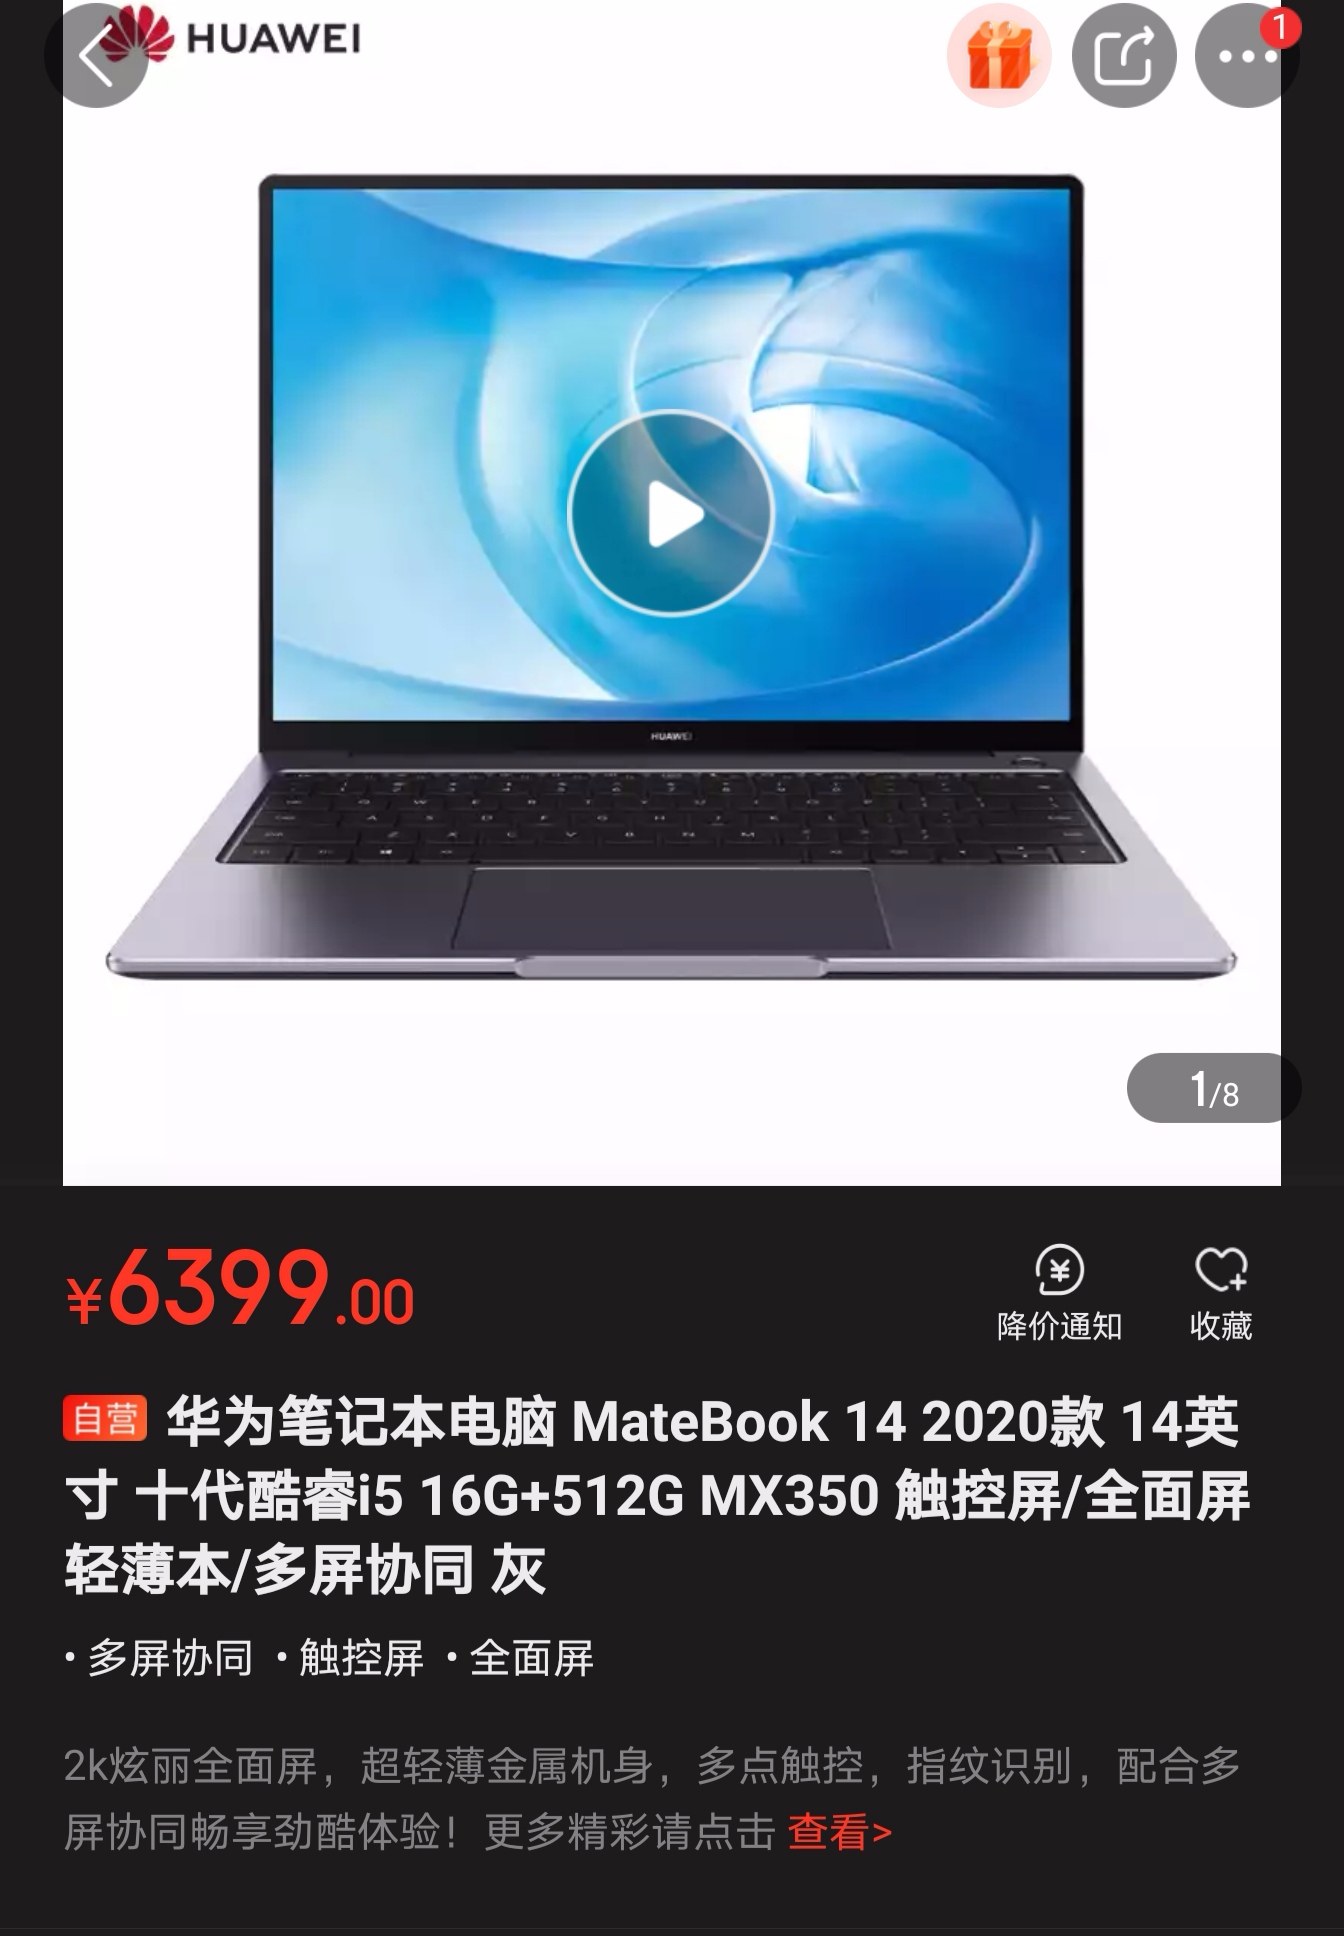 HUAWEI
1
HUAWEI
1/8
¥6399.00
降价通知
收藏
自营 华为笔记本电脑 MateBook 14 2020款 14英
寸 十代酷睿i5 16G+512G MX350 触控屏/全面屏
轻薄本/多屏协同 灰
·多屏协同 ·触控屏 ·全面屏
2k炫丽全面屏，超轻薄金属机身，多点触控，指纹识别，配合多
屏协同畅享劲酷体验！更多精彩请点击 查看>